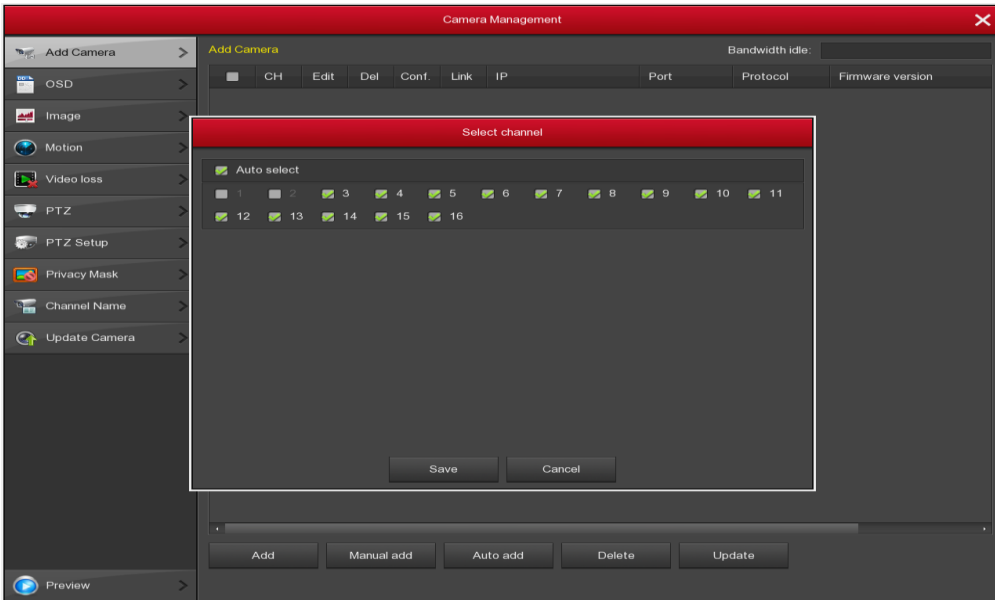 Camera Management
Add Camera
OSD
Image
Motion
Video loss
PTZ
PTZ Setup
Privacy Mask
Channel Name
Update Camera
Preview
Add Camera Bandwidth idle:
CH Edit Del Conf. Link IP Port Protocol Firmware version
Select channel
Auto select
1 2 3 4 5 6 7 8 9 10 11
12 13 14 15 16
Save Cancel
Add Manual add Auto add Delete Update